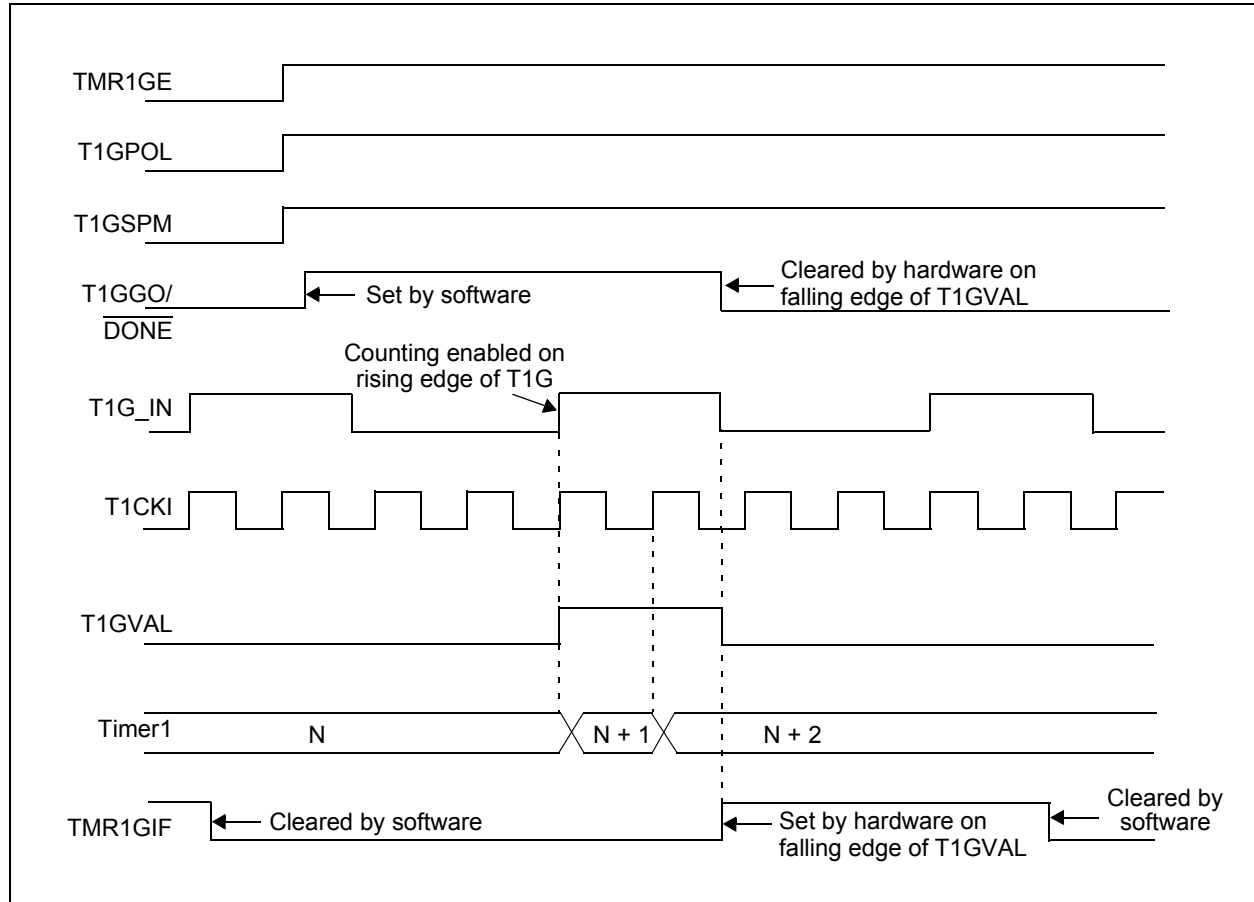 TMR1GE
T1GPOL
T1GSPM
T1GGO/
DONE
Set by software
Cleared by hardware on
falling edge of T1GVAL
Counting enabled on
rising edge of T1G
T1G_IN
T1CKI
T1GVAL
Timer1
N
N + 1
N + 2
TMR1GIF
Cleared by software
Set by hardware on
falling edge of T1GVAL
Cleared by
software